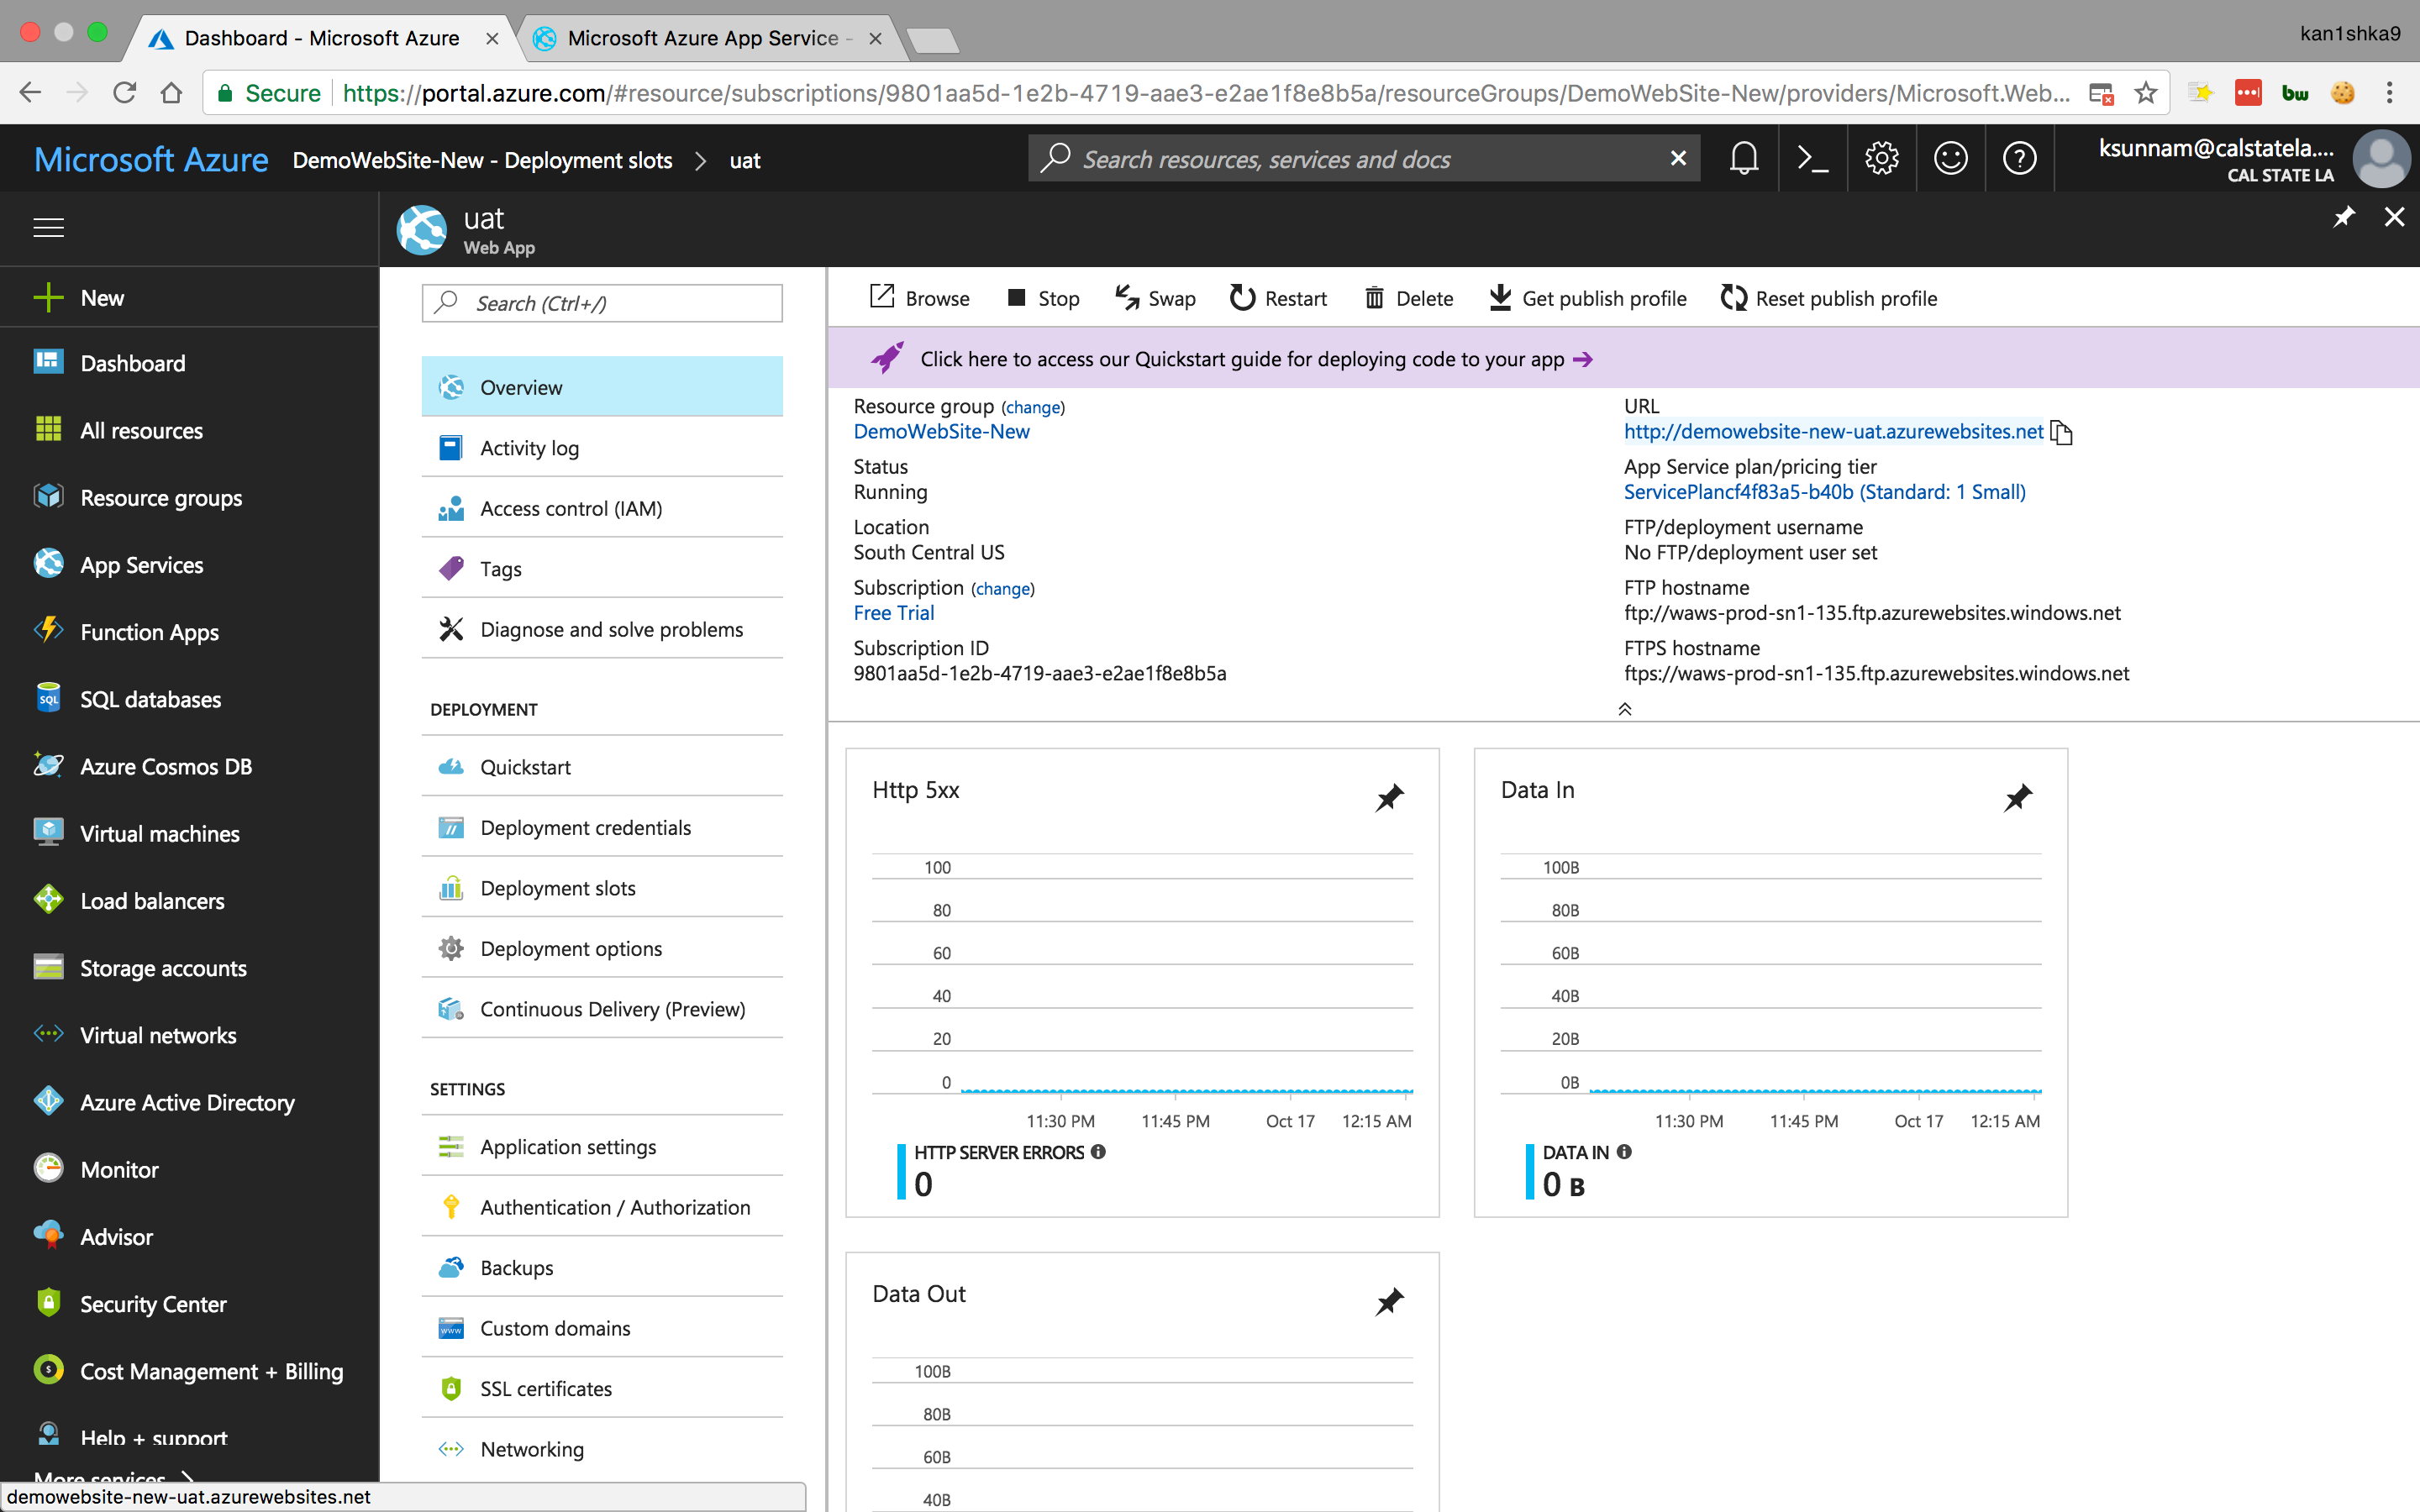 Dashboard - Microsoft Azure
Microsoft Azure App Service -
kan1shka9
Secure
https://portal.azure.com/#resource/subscriptions/9801aa5d-1e2b-4719-aae3-e2ae1f8e8b5a/resourceGroups/DemoWebSite-New/providers/Microsoft.Web...
bw
Microsoft Azure
DemoWebSite-New - Deployment slots
uat
Search resources, services and docs
ksunnam@calstatela....
CAL STATE LA
uat
Web App
New
Dashboard
All resources
Resource groups
App Services
Function Apps
SQL databases
Azure Cosmos DB
Virtual machines
Load balancers
Storage accounts
Virtual networks
Azure Active Directory
Monitor
Advisor
Security Center
Cost Management + Billing
Help + support
More services
demowebsite-new-uat.azurewebsites.net
Search (Ctrl+/)
Overview
Activity log
Access control (IAM)
Tags
Diagnose and solve problems
DEPLOYMENT
Quickstart
Deployment credentials
Deployment slots
Deployment options
Continuous Delivery (Preview)
SETTINGS
Application settings
Authentication / Authorization
Backups
Custom domains
SSL certificates
Networking
Browse
Stop
Swap
Restart
Delete
Get publish profile
Reset publish profile
Click here to access our Quickstart guide for deploying code to your app
Resource group (change)
DemoWebSite-New
Status
Running
Location
South Central US
Subscription (change)
Free Trial
Subscription ID
9801aa5d-1e2b-4719-aae3-e2ae1f8e8b5a
URL
http://demowebsite-new-uat.azurewebsites.net
App Service plan/pricing tier
ServicePlancf4f83a5-b40b (Standard: 1 Small)
FTP/deployment username
No FTP/deployment user set
FTP hostname
ftp://waws-prod-sn1-135.ftp.azurewebsites.windows.net
FTPS hostname
ftps://waws-prod-sn1-135.ftp.azurewebsites.windows.net
Http 5xx
100
80
60
40
20
0
11:30 PM
11:45 PM
Oct 17
12:15 AM
HTTP SERVER ERRORS
0
Data In
100B
80B
60B
40B
20B
0B
11:30 PM
11:45 PM
Oct 17
12:15 AM
DATA IN
0 B
Data Out
100B
80B
60B
40B